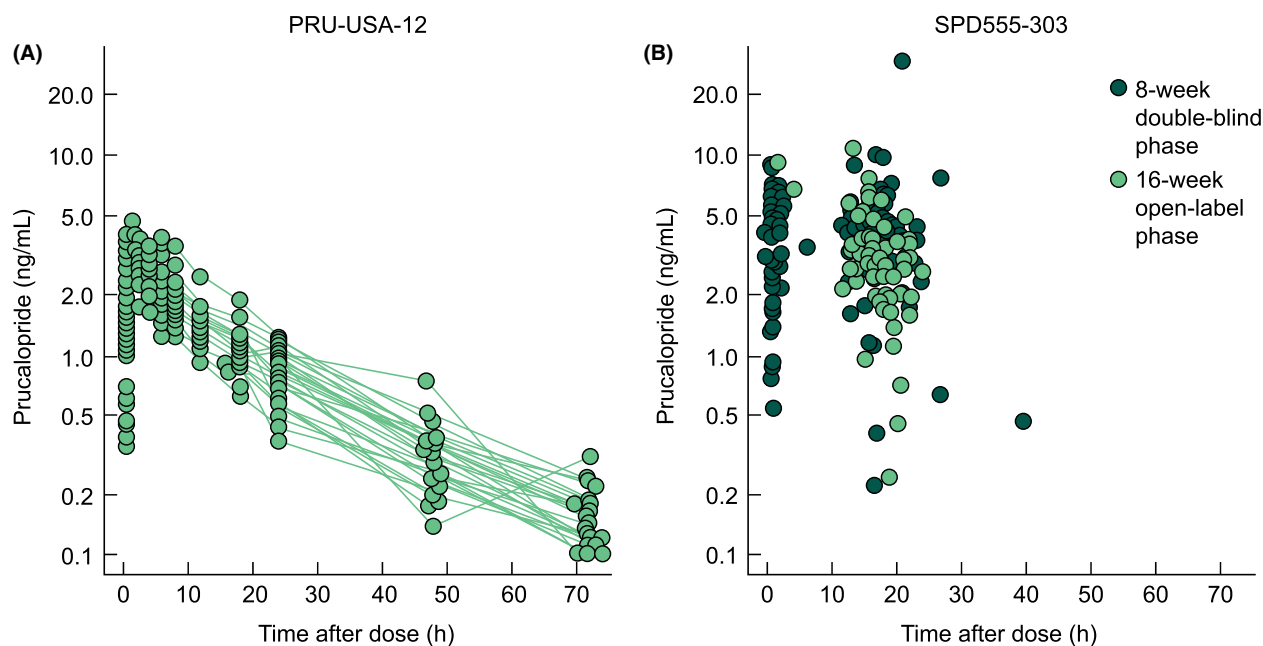 PRU-USA-12
(A)
20.0
10.0
5.0
2.0
1.0
0.5
0.2
0.1
Prucalopride (ng/mL)
0 10 20 30 40 50 60 70
Time after dose (h)
SPD555-303
(B)
20.0
10.0
5.0
2.0
1.0
0.5
0.2
0.1
Prucalopride (ng/mL)
0 10 20 30 40 50 60 70
Time after dose (h)
8-week
double-blind
phase
16-week
open-label
phase